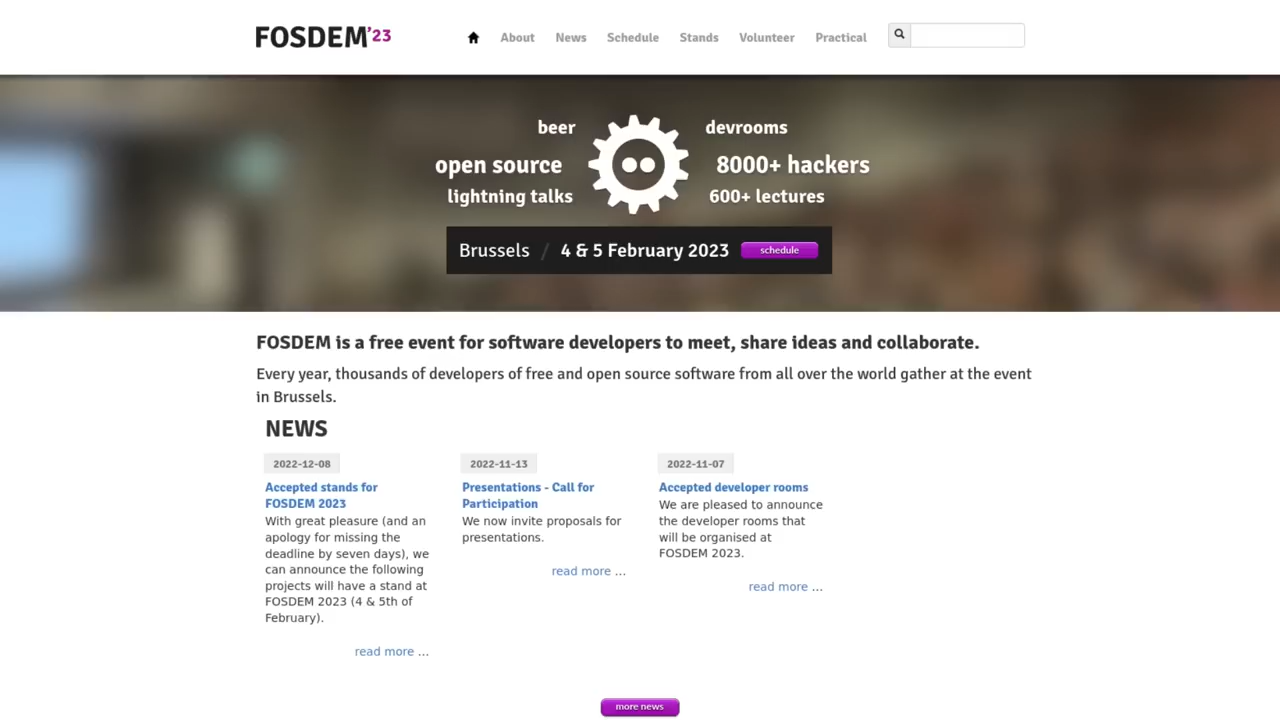 FOSDEM'23
About News Schedule Stands Volunteer Practical
beer
open source
lightning talks
devrooms
8000+ hackers
600+ lectures
Brussels / 4 & 5 February 2023 schedule
FOSDEM is a free event for software developers to meet, share ideas and collaborate.
Every year, thousands of developers of free and open source software from all over the world gather at the event
in Brussels.
NEWS
2022-12-08
Accepted stands for
FOSDEM 2023
With great pleasure (and an
apology for missing the
deadline by seven days), we
can announce the following
projects will have a stand at
FOSDEM 2023 (4 & 5th of
February).
read more ...
2022-11-13
Presentations - Call for
Participation
We now invite proposals for
presentations.
read more ...
2022-11-07
Accepted developer rooms
We are pleased to announce
the developer rooms that
will be organised at
FOSDEM 2023.
read more ...
more news